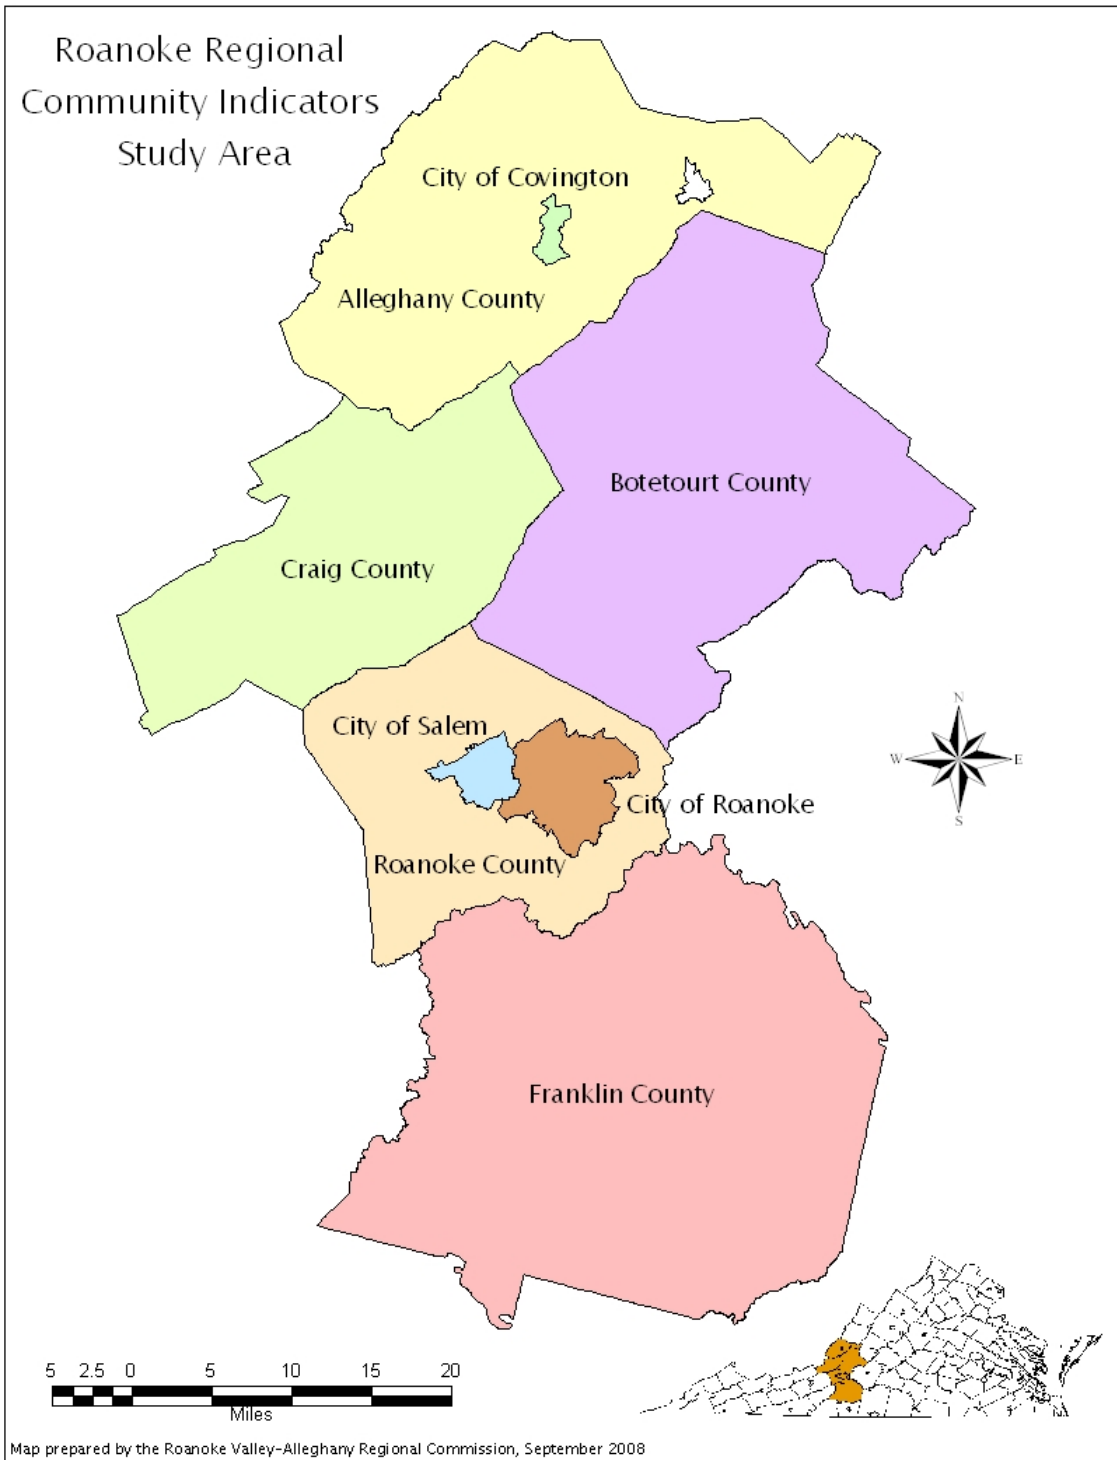 Roanoke Regional
Community Indicators
Study Area
City of Covington
Alleghany County
Botetourt County
Craig County
City of Salem
City of Roanoke
Roanoke County
Franklin County
N
W E
S
5 2.5 0 5 10 15 20
Miles
Map prepared by the Roanoke Valley-Alleghany Regional Commission, September 2008